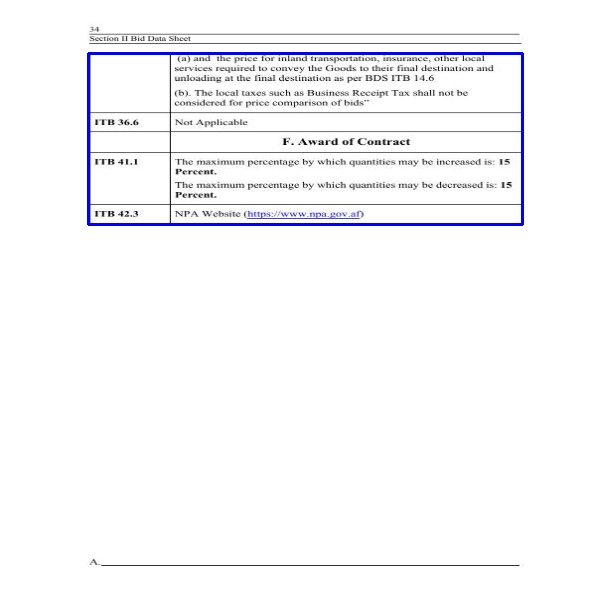 34
Section II Bid Data Sheet
(a) and the price for inland transportation, insurance, other local
services required to convey the Goods to their final destination and
unloading at the final destination as per BDS ITB 14.6
(b). The local taxes such as Business Receipt Tax shall not be
considered for price comparison of bids”
ITB 36.6 Not Applicable
F. Award of Contract
ITB 41.1 The maximum percentage by which quantities may be increased is: 15
Percent.
The maximum percentage by which quantities may be decreased is: 15
Percent.
ITB 42.3 NPA Website (https://www.npa.gov.af)
A.